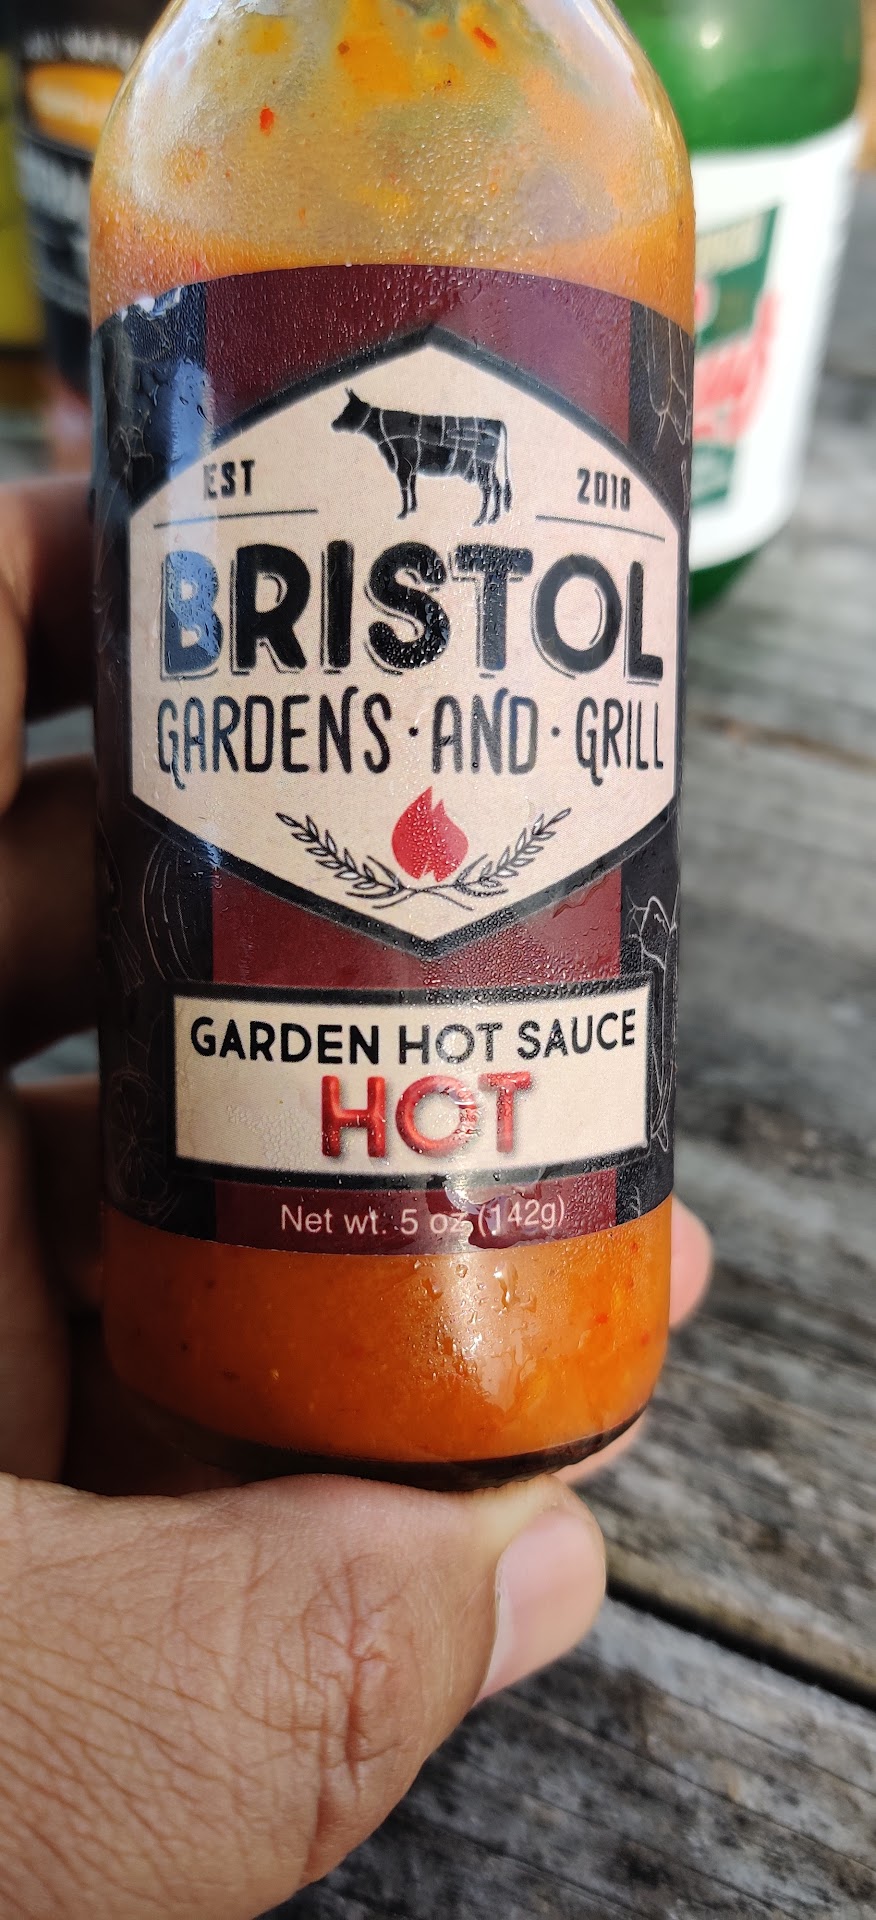 EST 2018
BRISTOL
GARDENS · AND · GRILL
GARDEN HOT SAUCE
HOT
Net wt. 5 oz (142g)